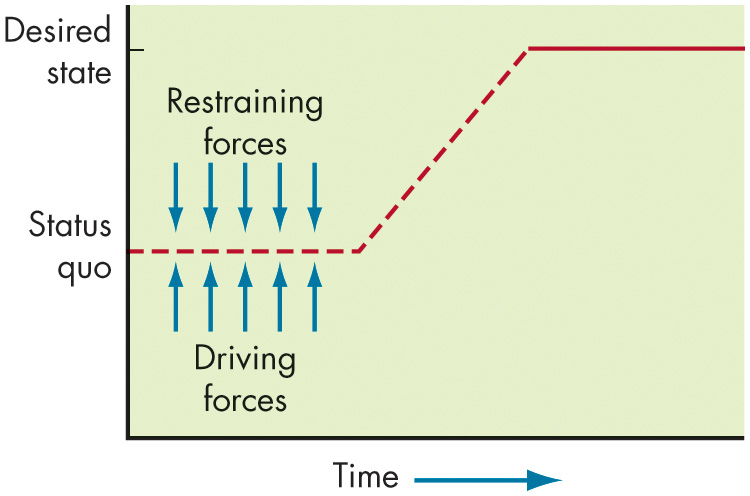 Desired
state
Restraining
forces
Status
quo
Driving
forces
Time